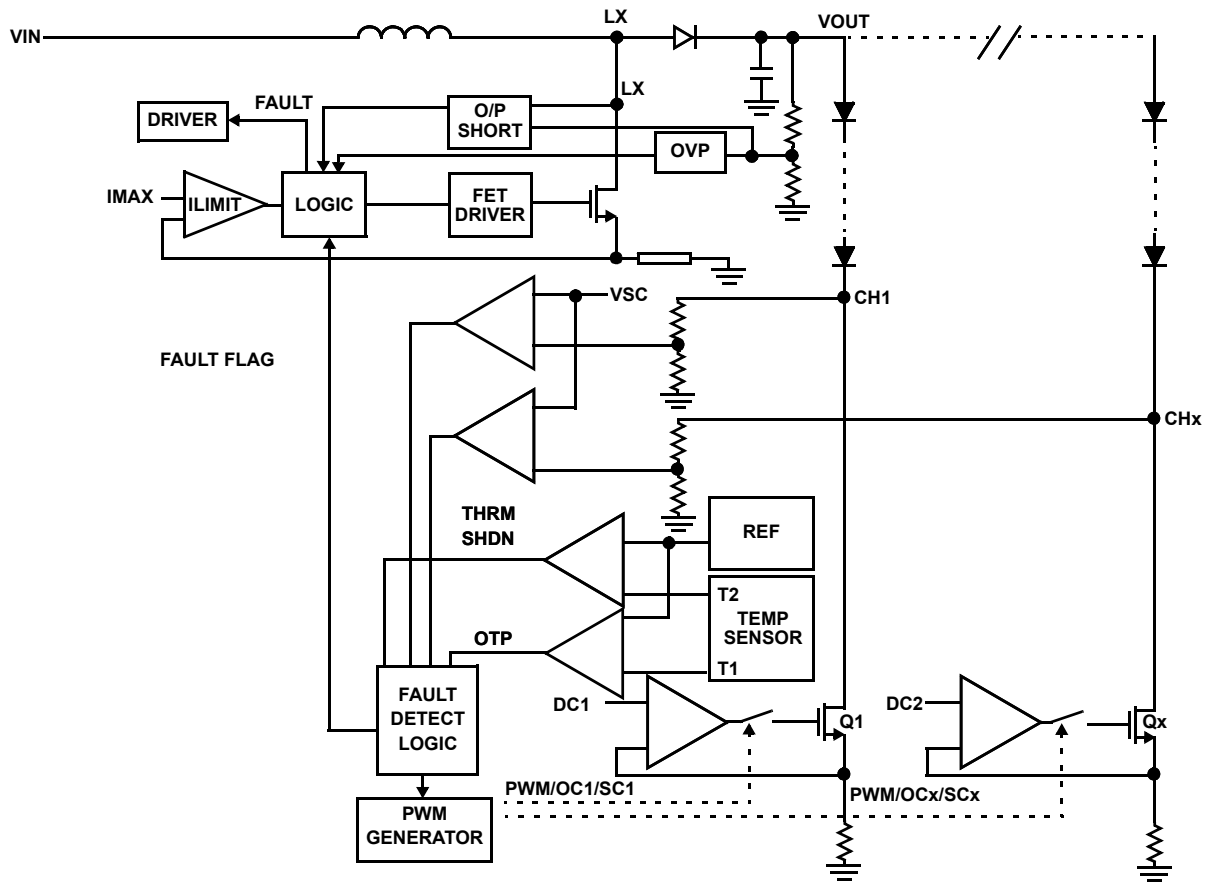 LX
VIN
VOUT
LX
FAULT
DRIVER
O/P
SHORT
OVP
IMAX
ILIMIT
LOGIC
FET
DRIVER
VSC
CH1
FAULT FLAG
CHx
THRM
SHDN
REF
T2
TEMP
SENSOR
OTP
T1
FAULT
DETECT
LOGIC
DC1
Q1
DC2
Qx
PWM/OC1/SC1
PWM/OCx/SCx
PWM
GENERATOR